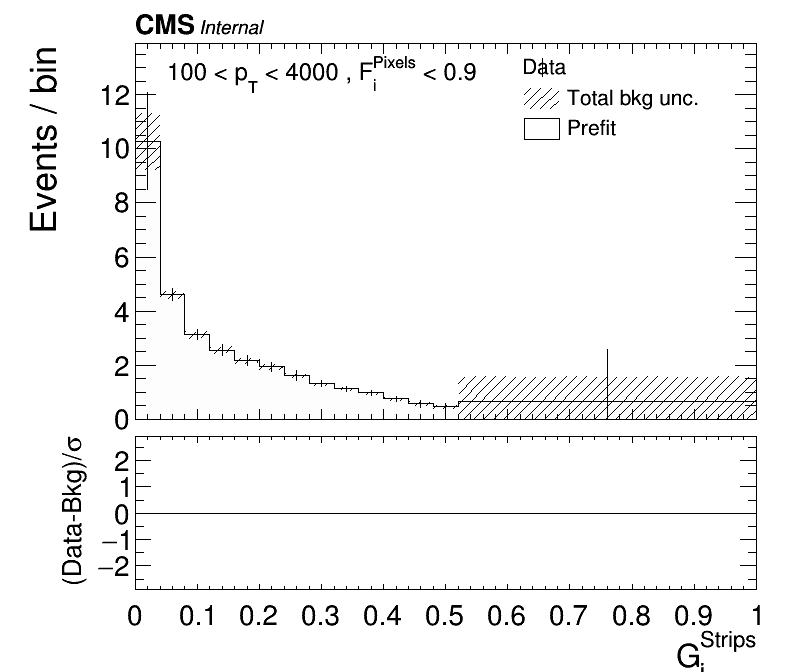 CMS Internal
100 < p_T < 4000 , F_i^Pixels < 0.9
Data
Total bkg unc.
Prefit
Events / bin
12
10
8
6
4
2
0
(Data-Bkg)/σ
2
1
0
−1
−2
0 0.1 0.2 0.3 0.4 0.5 0.6 0.7 0.8 0.9 1
G_i^Strips